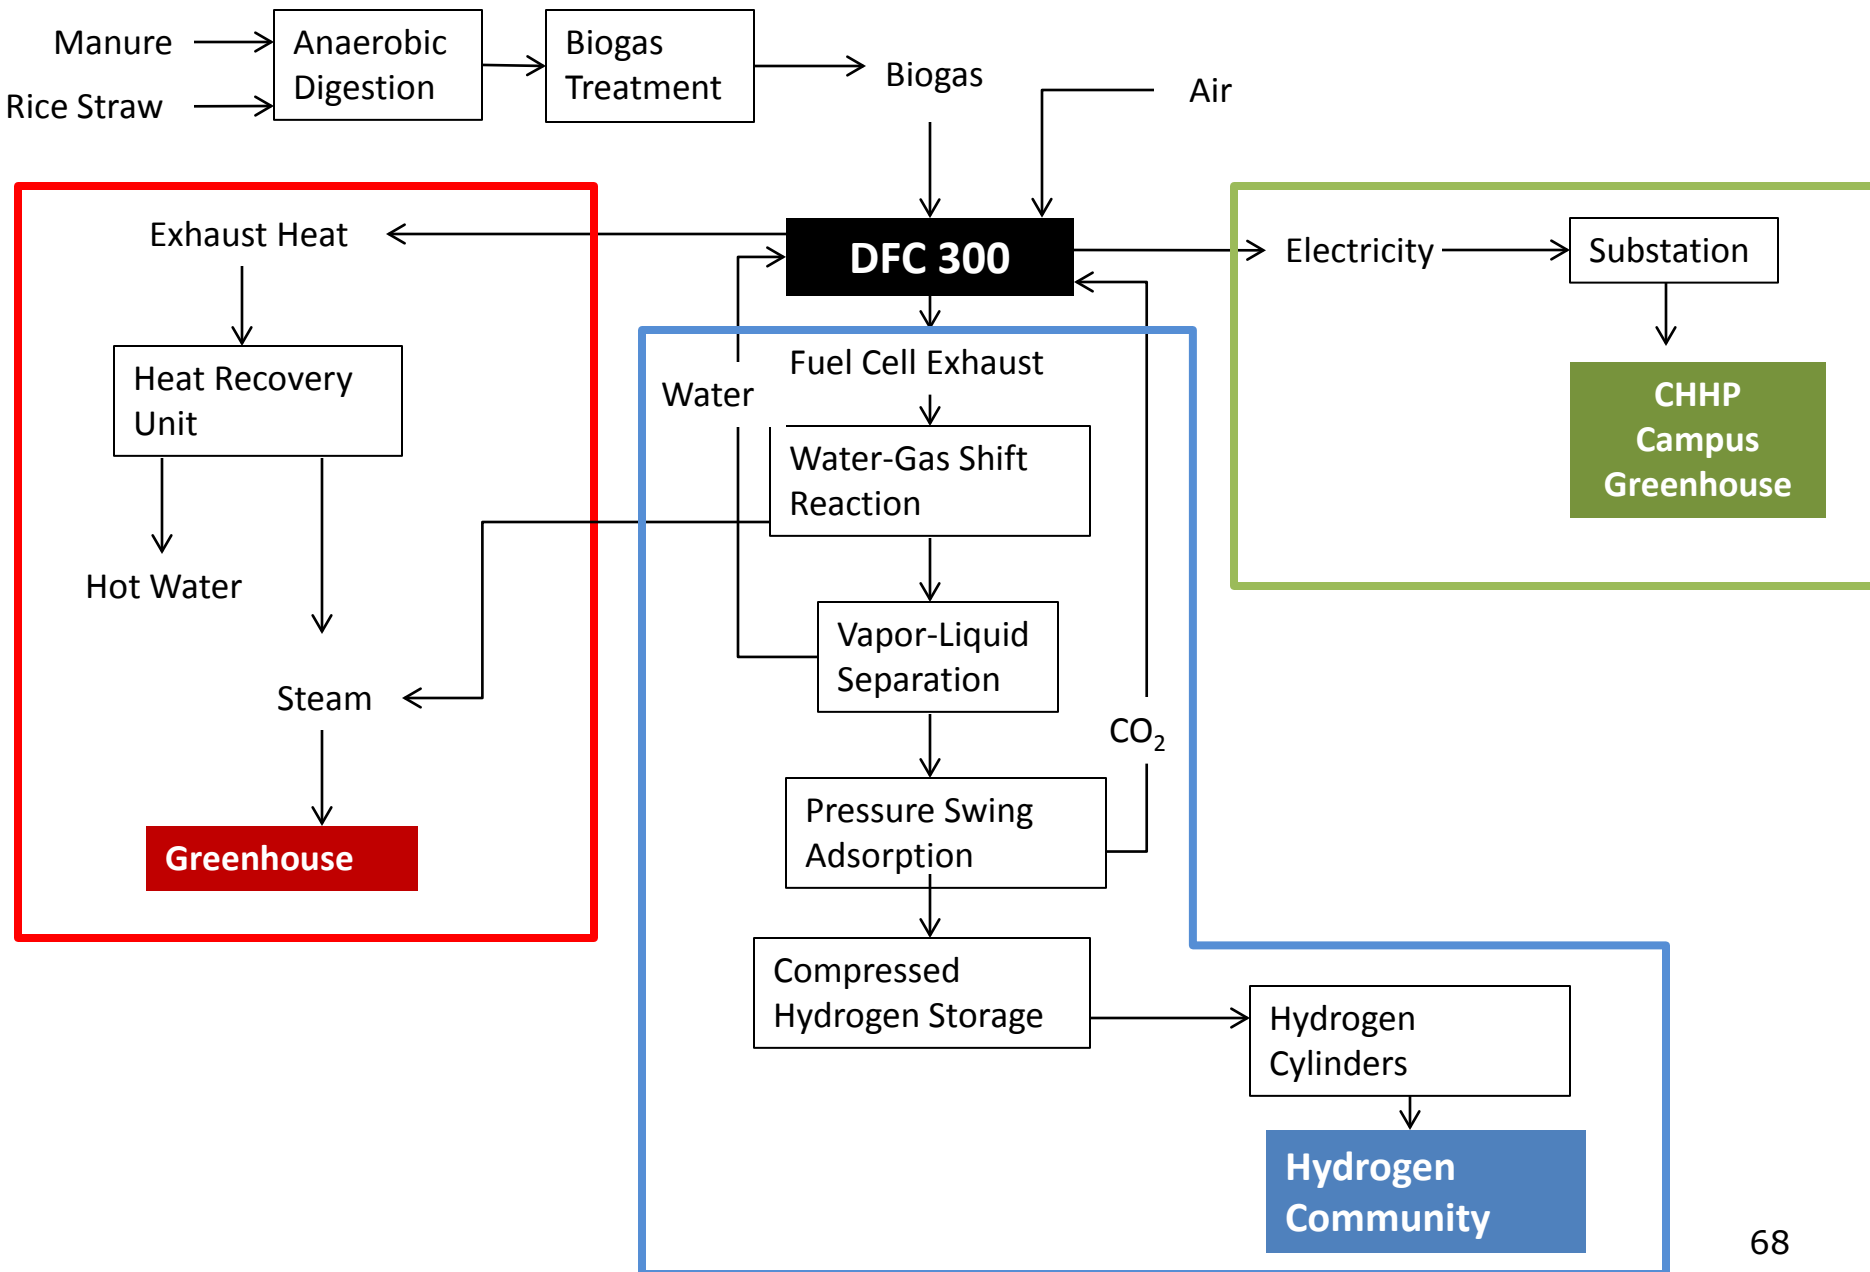 Manure
Rice Straw
Anaerobic
Digestion
Biogas
Treatment
Biogas
Air
Exhaust Heat
Heat Recovery
Unit
Hot Water
Steam
Greenhouse
DFC 300
Water
Fuel Cell Exhaust
Water-Gas Shift
Reaction
Vapor-Liquid
Separation
CO₂
Pressure Swing
Adsorption
Compressed
Hydrogen Storage
Hydrogen
Cylinders
Hydrogen
Community
Electricity
Substation
CHHP
Campus
Greenhouse
68